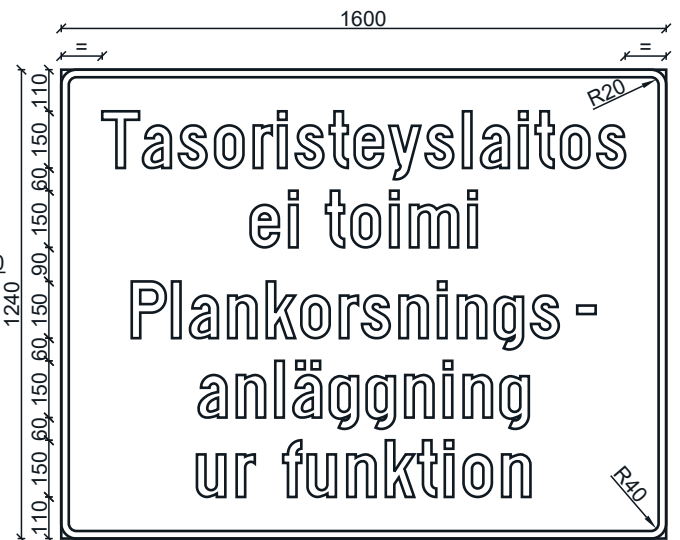 1600
= =
R20
110
150
60
150
90
150
60
150
60
150
110
1240
Tasoristeyslaitos
ei toimi
Plankorsnings-
anläggning
ur funktion
R40